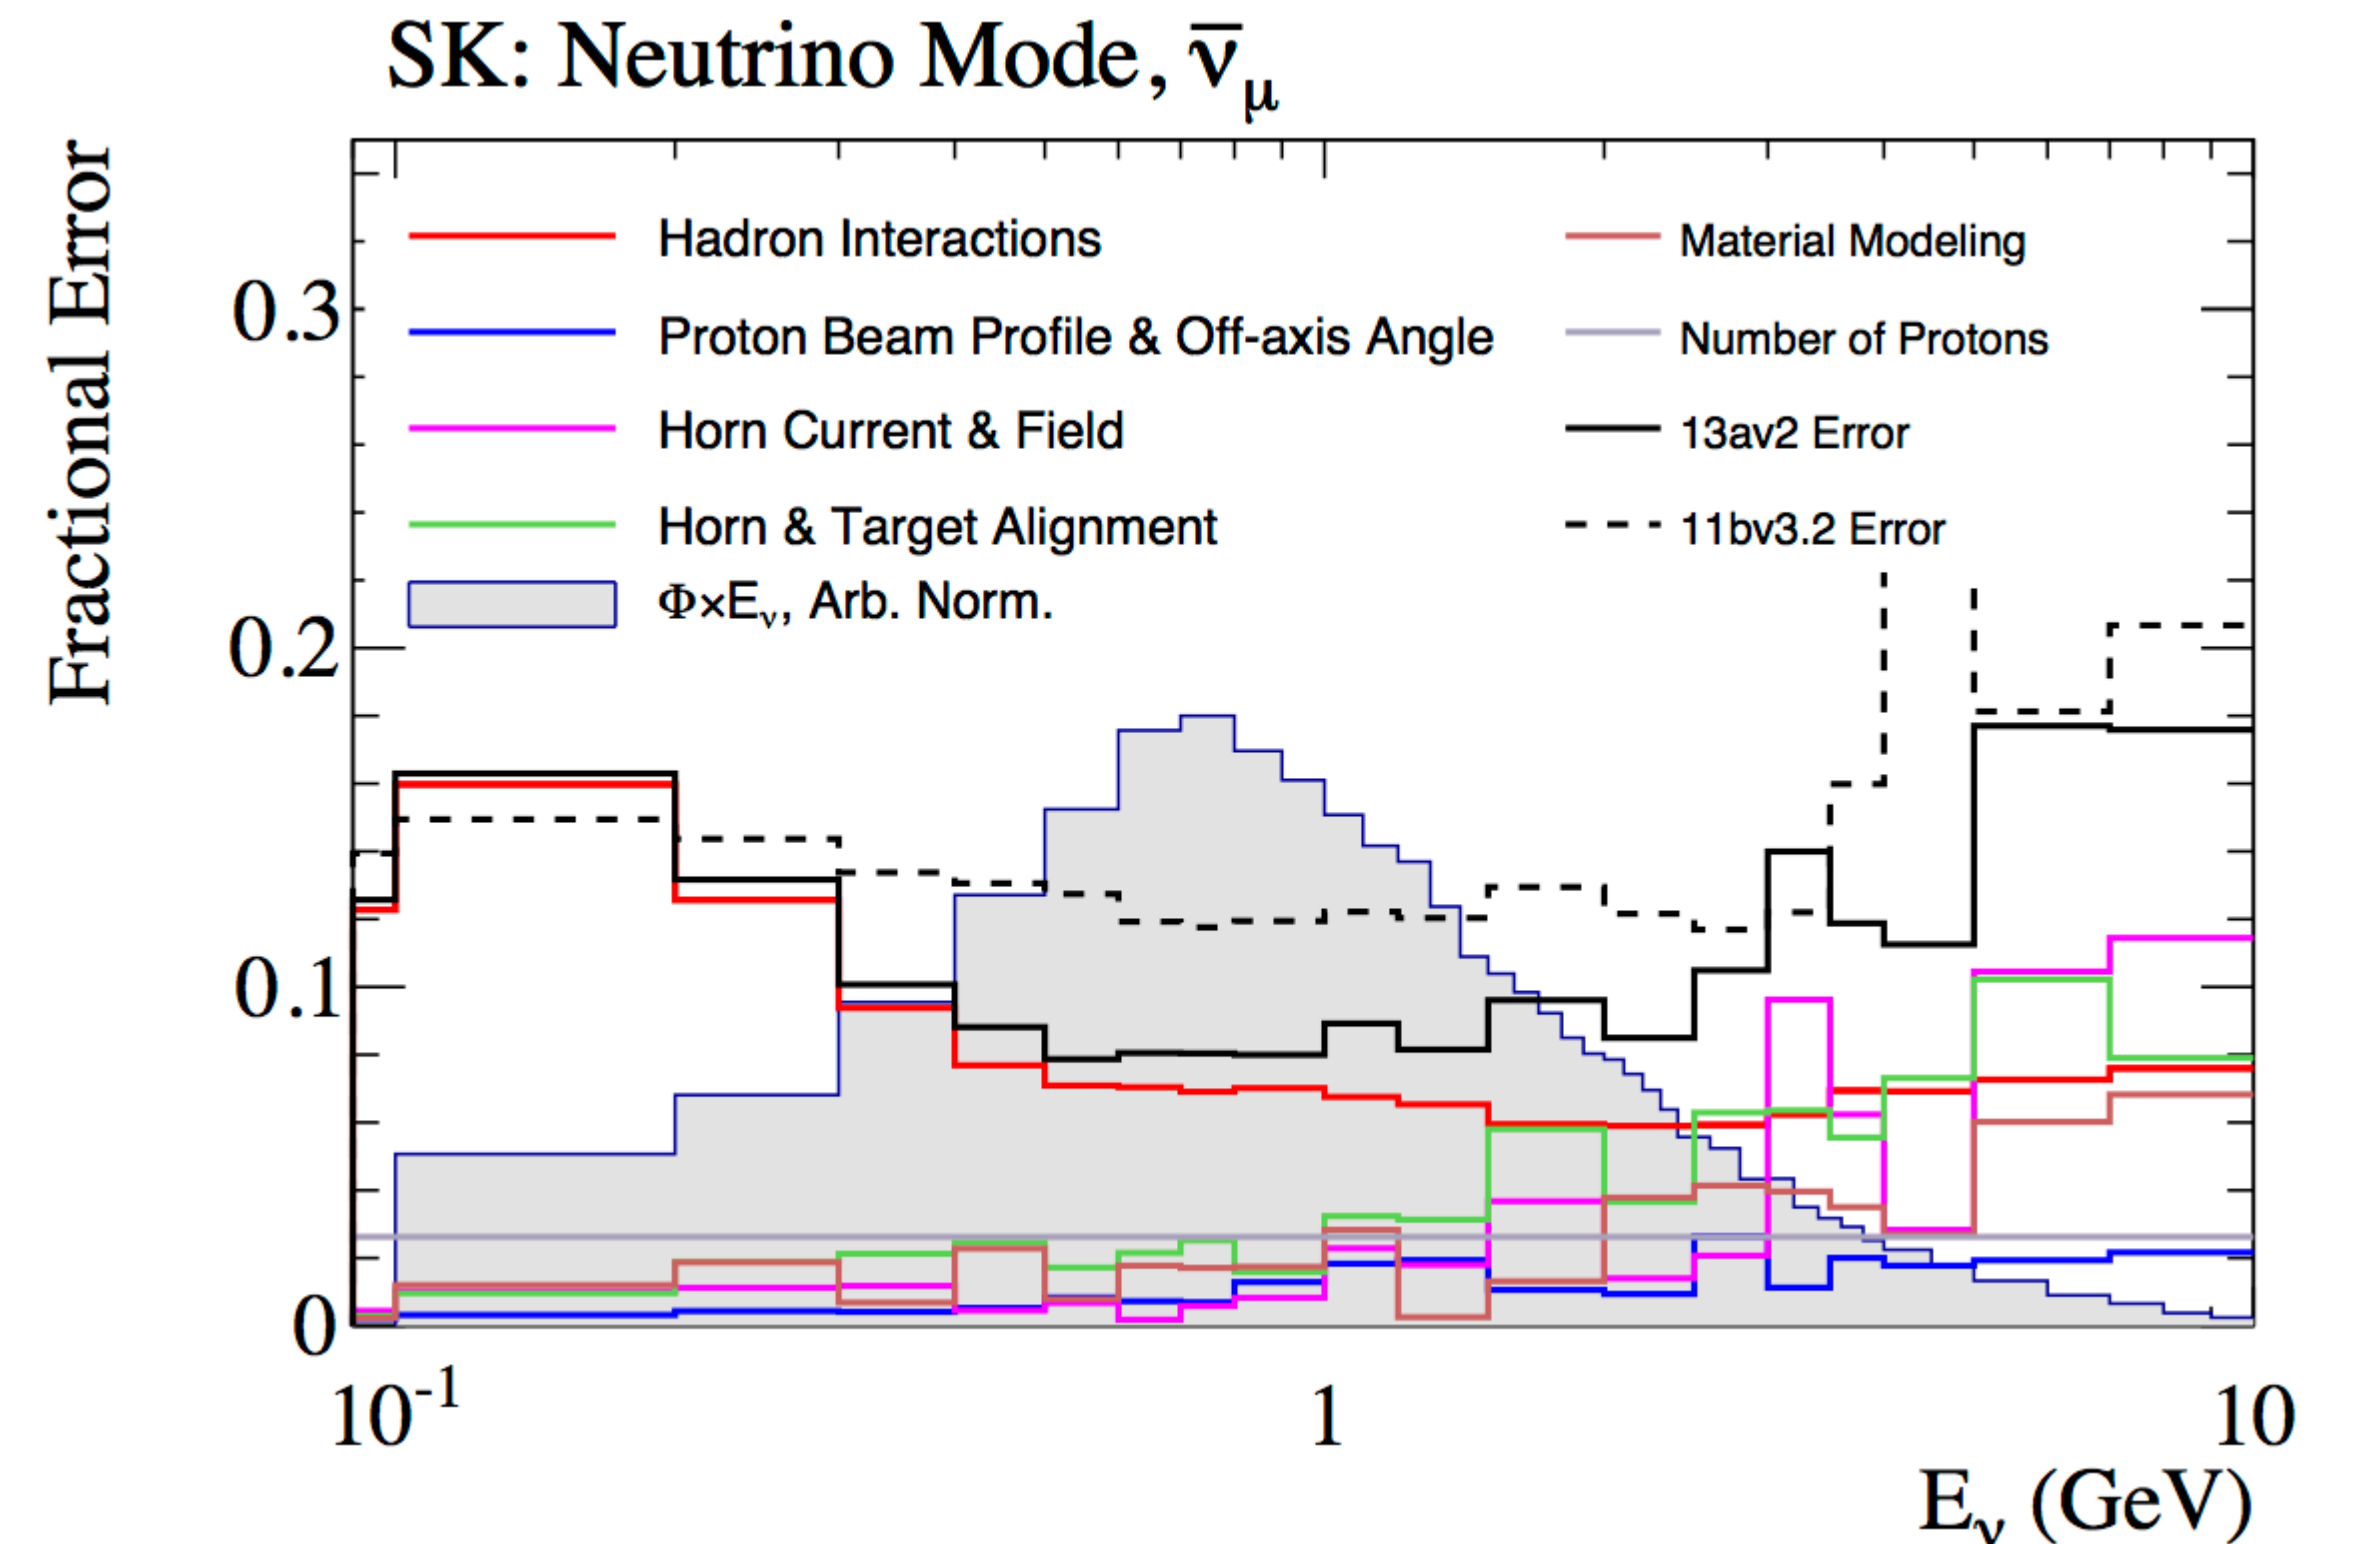 SK: Neutrino Mode, ν̅μ
Fractional Error
Hadron Interactions
Proton Beam Profile & Off-axis Angle
Horn Current & Field
Horn & Target Alignment
Φ×Eν, Arb. Norm.
Material Modeling
Number of Protons
13av2 Error
11bv3.2 Error
0.3
0.2
0.1
0
10⁻¹
1
10
Eν (GeV)